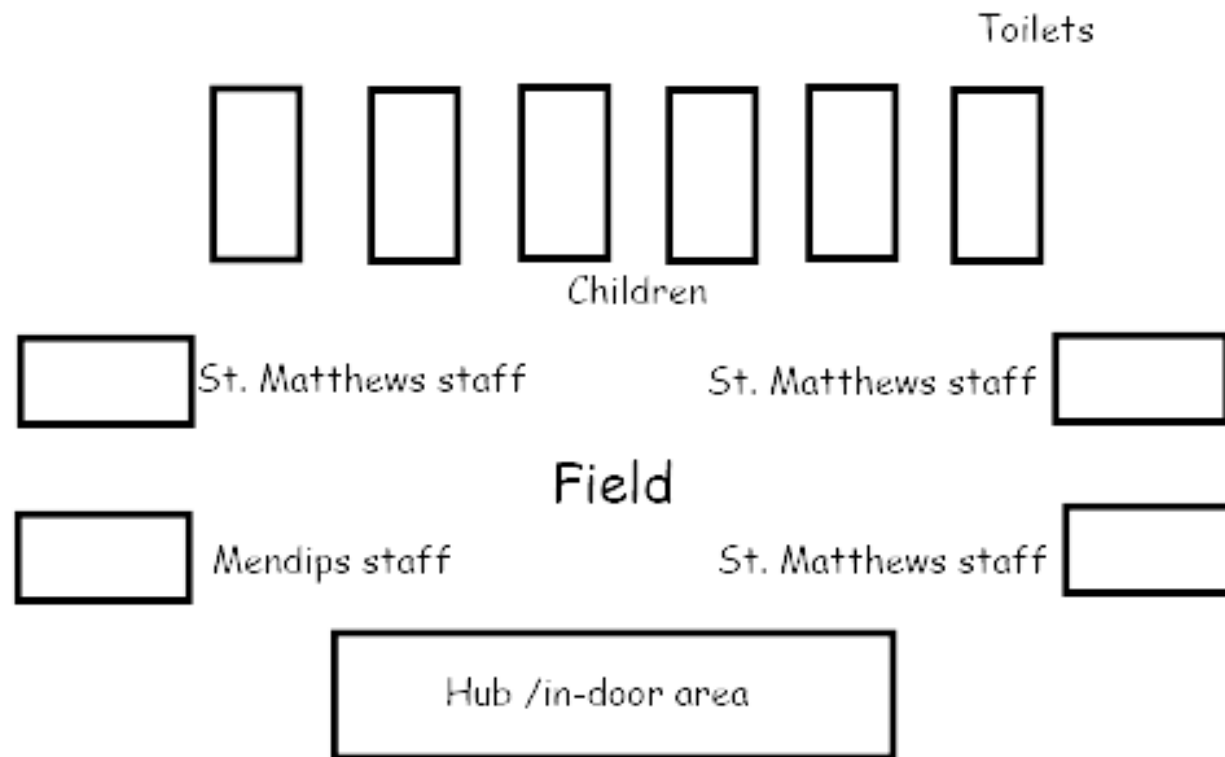 Toilets
Children
St. Matthews staff
St. Matthews staff
Field
Mendips staff
St. Matthews staff
Hub /in-door area